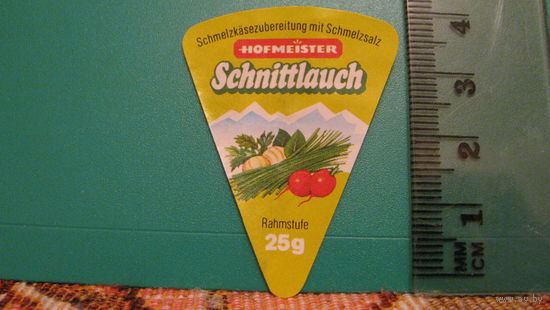 Schmelzkäsezubereitung mit Schmelzsalz
HOFMEISTER
Schnittlauch
Rahmstufe
25g
4
3
2
1
MM
CM